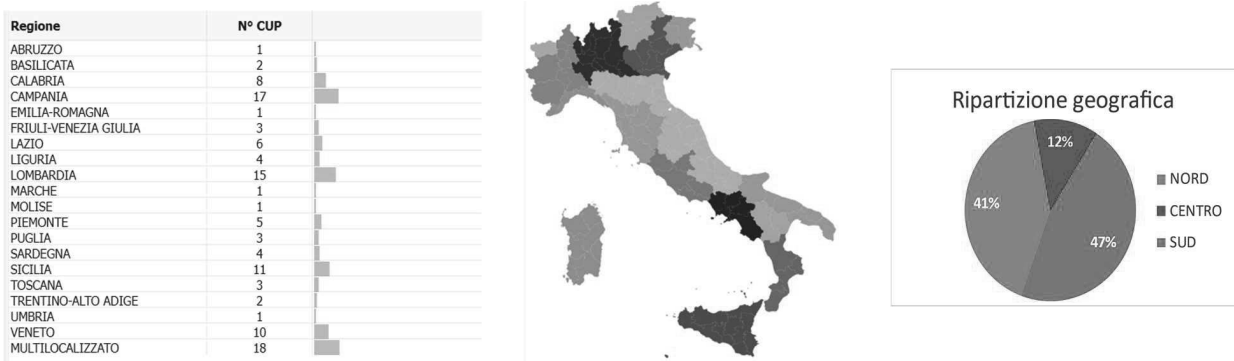 Regione N° CUP
ABRUZZO 1
BASILICATA 2
CALABRIA 8
CAMPANIA 17
EMILIA-ROMAGNA 1
FRIULI-VENEZIA GIULIA 3
LAZIO 6
LIGURIA 4
LOMBARDIA 15
MARCHE 1
MOLISE 1
PIEMONTE 5
PUGLIA 3
SARDEGNA 4
SICILIA 11
TOSCANA 3
TRENTINO-ALTO ADIGE 2
UMBRIA 1
VENETO 10
MULTILOCALIZZATO 18
Ripartizione geografica
12%
41%
47%
NORD
CENTRO
SUD